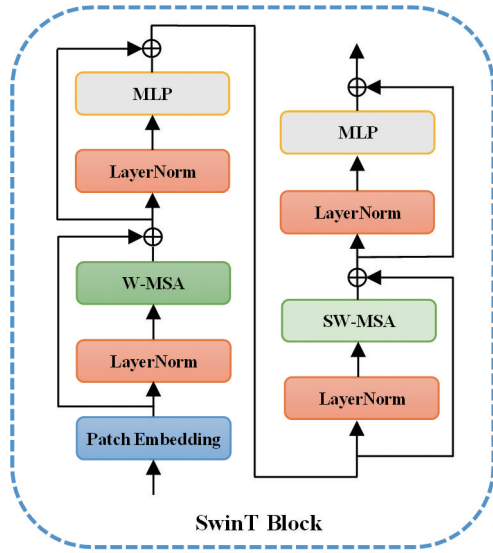 MLP
LayerNorm
W-MSA
LayerNorm
Patch Embedding
MLP
LayerNorm
SW-MSA
LayerNorm
SwinT Block